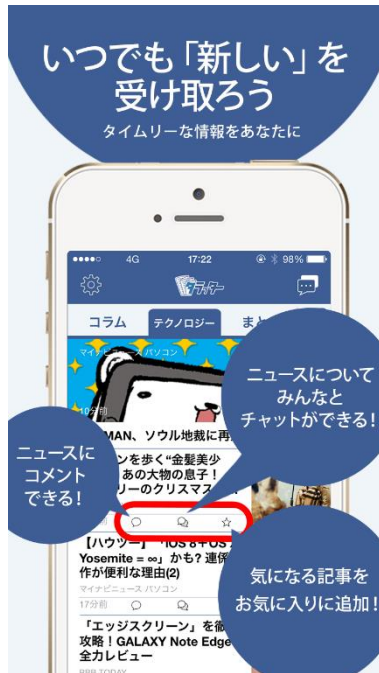 いつでも「新しい」を
受け取ろう
タイムリーな情報をあなたに
4G
17:22
98%
コラム
テクノロジー
まと
マイナビニュース パソコン
10分前
MAN、ソウル地裁に再
ンを歩く“金髪美少
あの大物の息子！
リーのクリスマス
ニュースについて
みんなと
チャットができる！
ニュースに
コメント
できる！
【ハウツー】「iOS 8＋OS X
Yosemite = ∞」かも? 連係
作が便利な理由(2)
マイナビニュース パソコン
17分前
気になる記事を
お気に入りに追加！
「エッジスクリーン」を徹
攻略！GALAXY Note Edge
全力レビュー
RBB TODAY